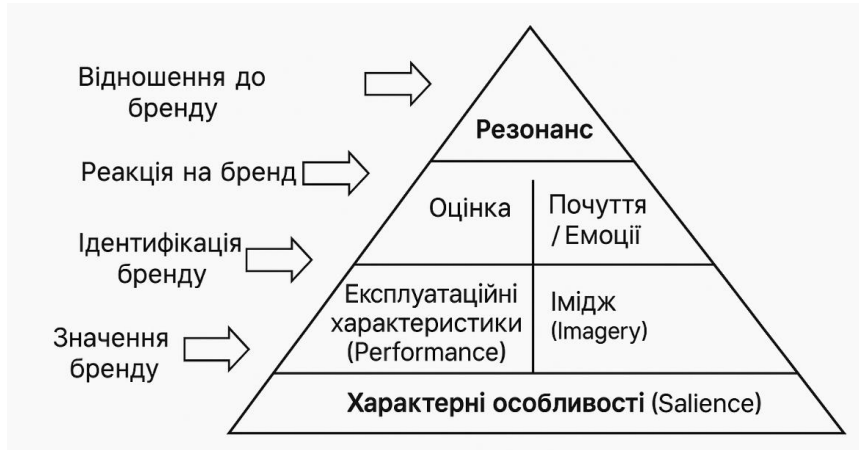 Відношення до
бренду
Резонанс
Реакція на бренд
Оцінка
Почуття
/ Емоції
Ідентифікація
бренду
Експлуатаційні
характеристики
(Performance)
Імідж
(Imagery)
Значення
бренду
Характерні особливості (Salience)